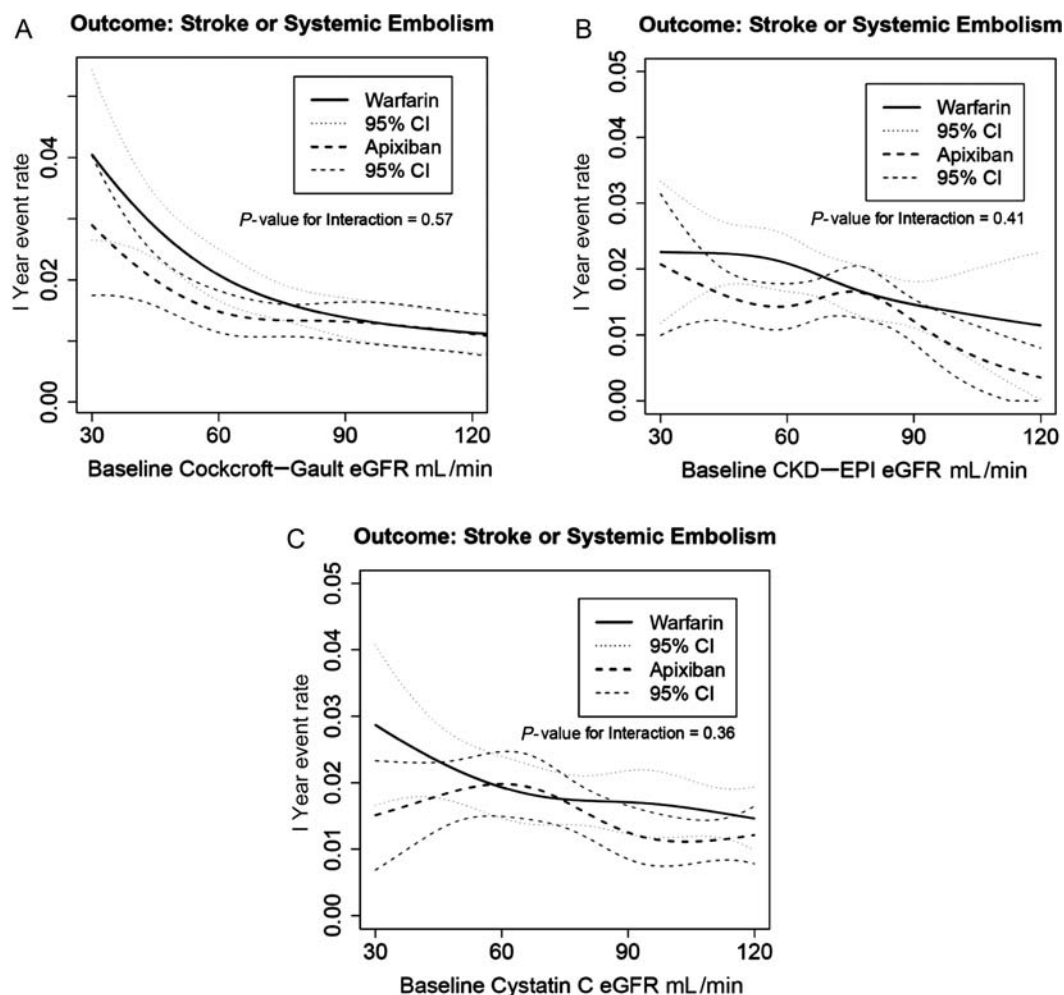 A
Outcome: Stroke or Systemic Embolism
I Year event rate
0.04
0.02
0.00
Warfarin
95% CI
Apixiban
95% CI
P-value for Interaction = 0.57
30 60 90 120
Baseline Cockcroft–Gault eGFR mL/min
B
Outcome: Stroke or Systemic Embolism
I Year event rate
0.05
0.04
0.03
0.02
0.01
0.00
Warfarin
95% CI
Apixiban
95% CI
P-value for Interaction = 0.41
30 60 90 120
Baseline CKD–EPI eGFR mL/min
C
Outcome: Stroke or Systemic Embolism
I Year event rate
0.05
0.04
0.03
0.02
0.01
0.00
Warfarin
95% CI
Apixiban
95% CI
P-value for Interaction = 0.36
30 60 90 120
Baseline Cystatin C eGFR mL/min